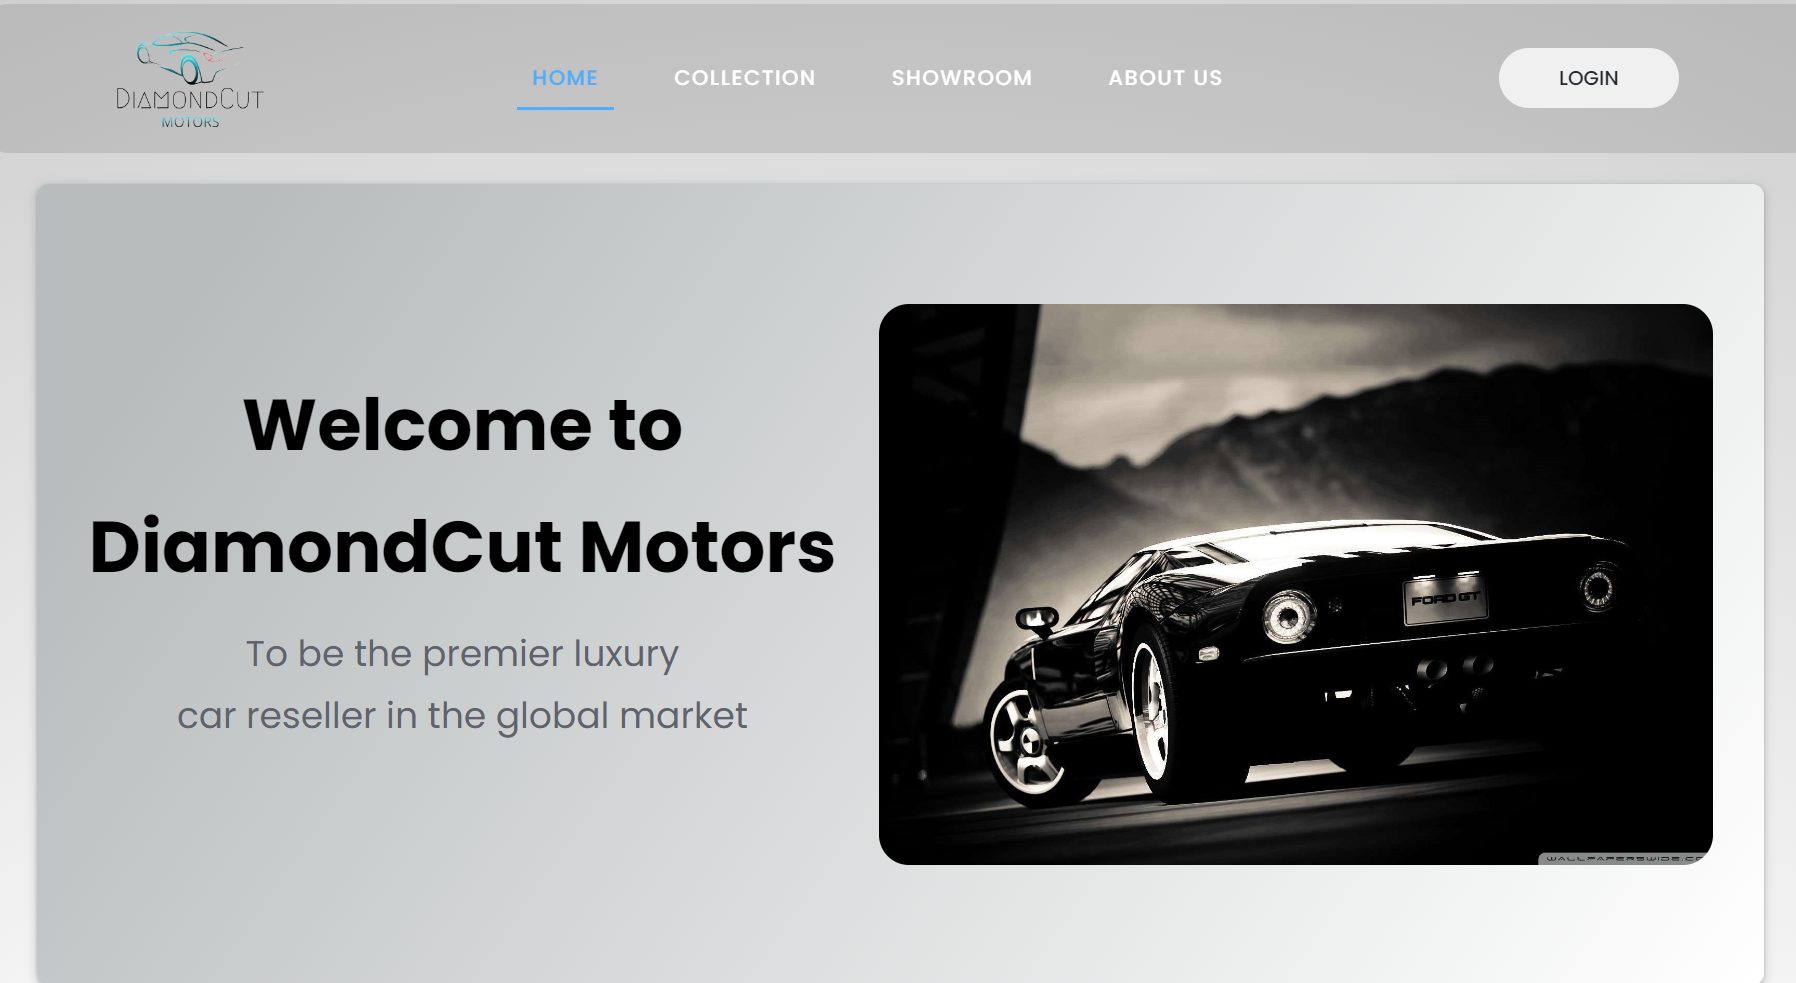 DIAMONDCUT
MOTORS
HOME
COLLECTION
SHOWROOM
ABOUT US
LOGIN
Welcome to
DiamondCut Motors
To be the premier luxury
car reseller in the global market
FORD GT